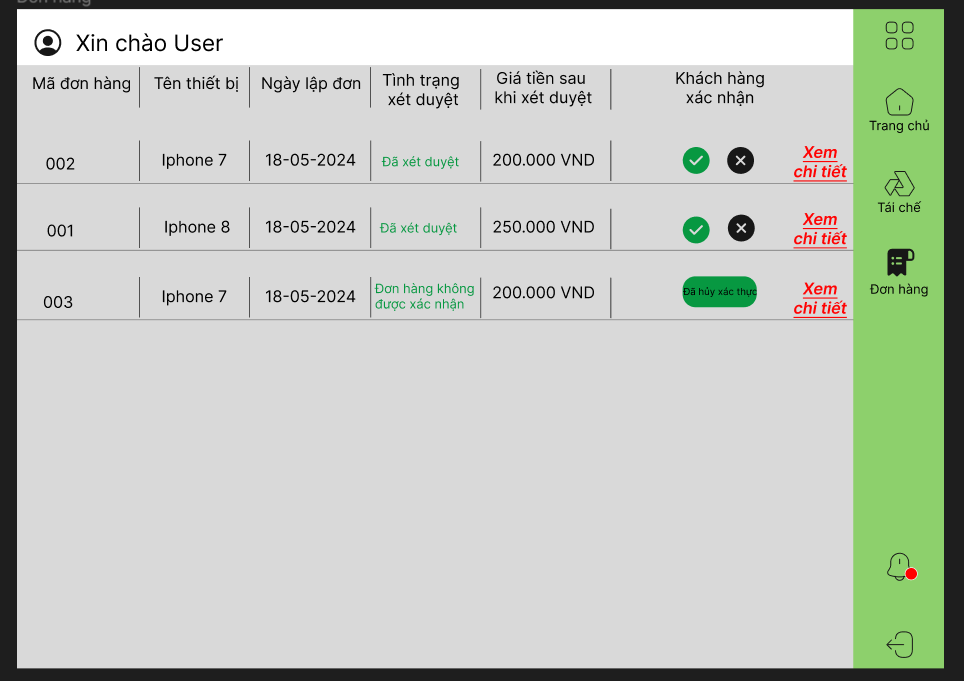 Đơn hàng
Xin chào User
Mã đơn hàng
Tên thiết bị
Ngày lập đơn
Tình trạng
xét duyệt
Giá tiền sau
khi xét duyệt
Khách hàng
xác nhận
002
Iphone 7
18-05-2024
Đã xét duyệt
200.000 VND
Xem
chi tiết
001
Iphone 8
18-05-2024
Đã xét duyệt
250.000 VND
Xem
chi tiết
003
Iphone 7
18-05-2024
Đơn hàng không
được xác nhận
200.000 VND
Đã hủy xác thực
Xem
chi tiết
Trang chủ
Tái chế
Đơn hàng